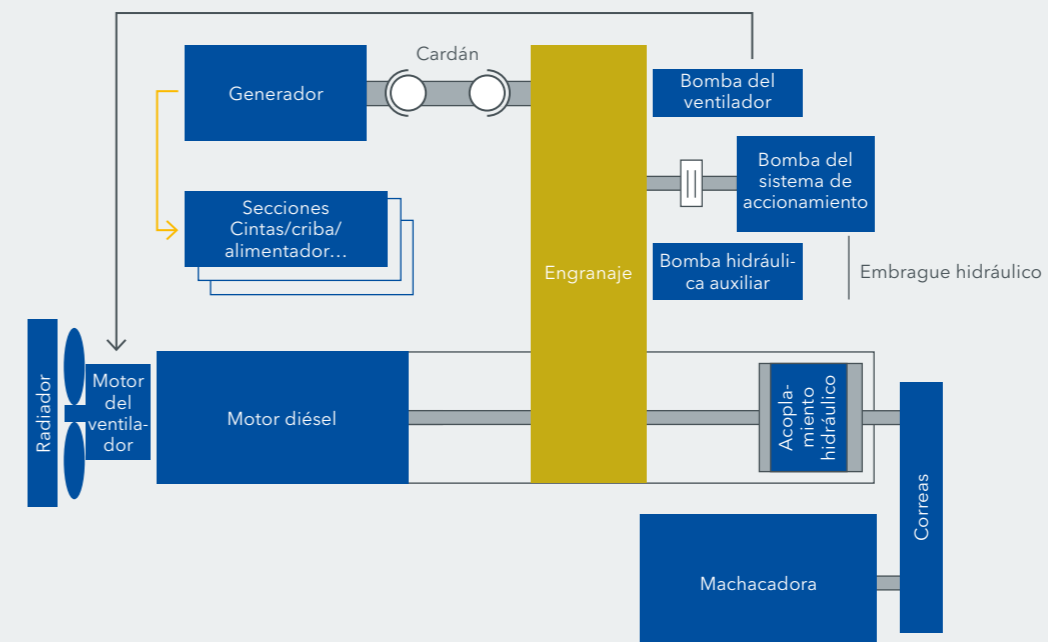 Cardán
Generador
Bomba del
ventilador
Bomba del
sistema de
accionamiento
Secciones
Cintas/criba/
alimentador...
Engranaje
Bomba hidráuli-
ca auxiliar
Embrague hidráulico
Radiador
Motor
del
ventila-
dor
Motor diésel
Acopla-
miento
hidráulico
Correas
Machacadora